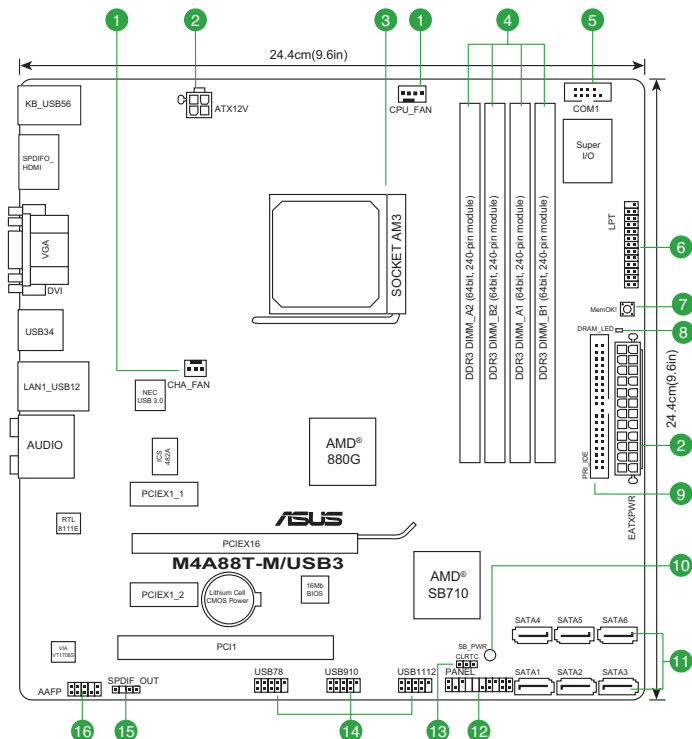 1
2
3
1
4
5
24.4cm(9.6in)
KB_USB56
ATX12V
CPU_FAN
COM1
SPDIFO_
HDMI
Super
I/O
VGA
DVI
SOCKET AM3
DDR3 DIMM_A2 (64bit, 240-pin module)
DDR3 DIMM_B2 (64bit, 240-pin module)
DDR3 DIMM_A1 (64bit, 240-pin module)
DDR3 DIMM_B1 (64bit, 240-pin module)
LPT
6
MemOK!
7
USB34
DRAM_LED
8
1
CHA_FAN
LAN1_USB12
NEC
USB 3.0
24.4cm(9.6in)
AUDIO
ICS
482A
AMD®
880G
PRI_IDE
2
9
PCIEX1_1
EATXPWR
RTL
8111E
ASUS
PCIEX16
M4A88T-M/USB3
PCIEX1_2
Lithium Cell
CMOS Power
16Mb
BIOS
AMD®
SB710
10
SATA4
SATA5
SATA6
VIA
VT1708S
PCI1
SB_PWR
CLRTC
11
AAFP
SPDIF_OUT
USB78
USB910
USB1112
PANEL
SATA1
SATA2
SATA3
16
15
14
13
12